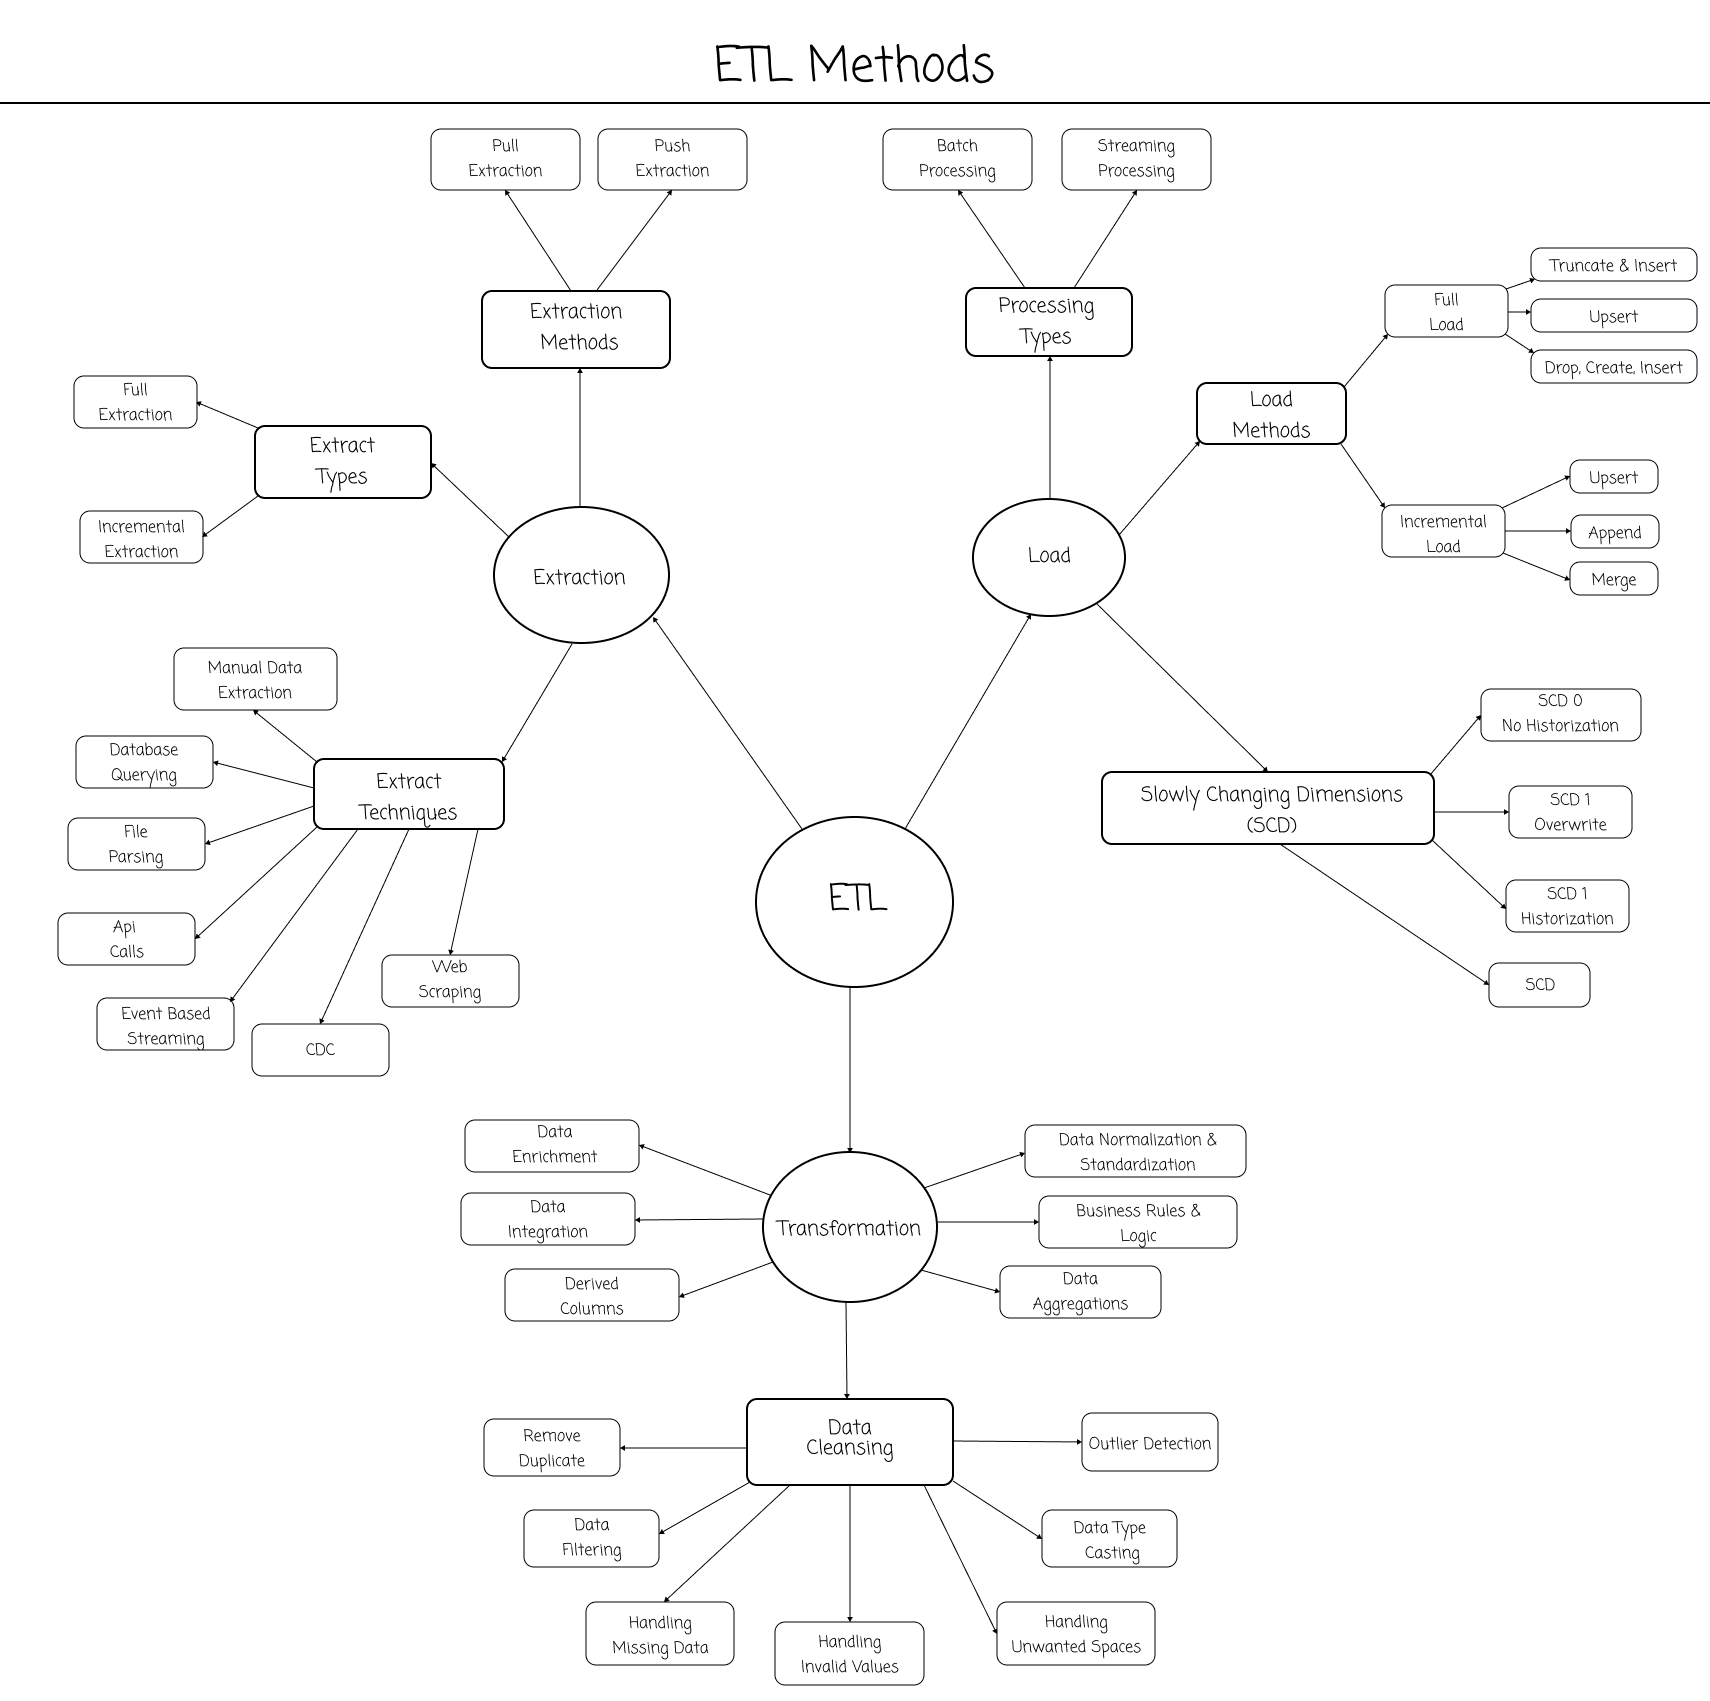 ETL Methods
Pull
Extraction
Push
Extraction
Batch
Processing
Streaming
Processing
Extraction
Methods
Processing
Types
Truncate & Insert
Full
Load
Upsert
Drop, Create, Insert
Load
Methods
Full
Extraction
Extract
Types
Incremental
Extraction
Upsert
Incremental
Load
Append
Merge
Extraction
Load
Manual Data
Extraction
Database
Querying
Extract
Techniques
File
Parsing
Api
Calls
Event Based
Streaming
CDC
Web
Scraping
SCD 0
No Historization
Slowly Changing Dimensions
(SCD)
SCD 1
Overwrite
SCD 1
Historization
SCD
ETL
Data
Enrichment
Data Normalization &
Standardization
Data
Integration
Transformation
Business Rules &
Logic
Derived
Columns
Data
Aggregations
Data
Cleansing
Remove
Duplicate
Outlier Detection
Data
Filtering
Data Type
Casting
Handling
Missing Data
Handling
Invalid Values
Handling
Unwanted Spaces